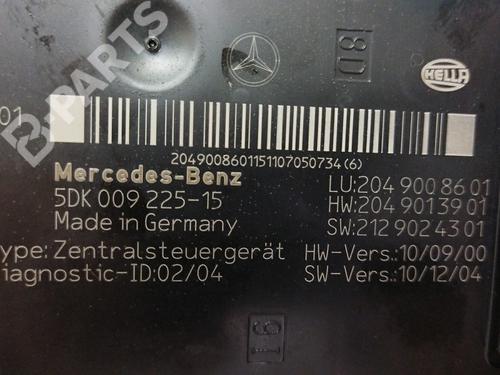 B-PARTS
8D
HELLA
01
2049008601151107050734(6)
Mercedes-Benz
LU:204 900 86 01
5DK 009 225-15
HW:204 901 39 01
Made in Germany
SW:212 902 43 01
ype: Zentralsteuergerät
HW-Vers.: 10/09/00
iagnostic-ID:02/04
SW-Vers.: 10/12/04